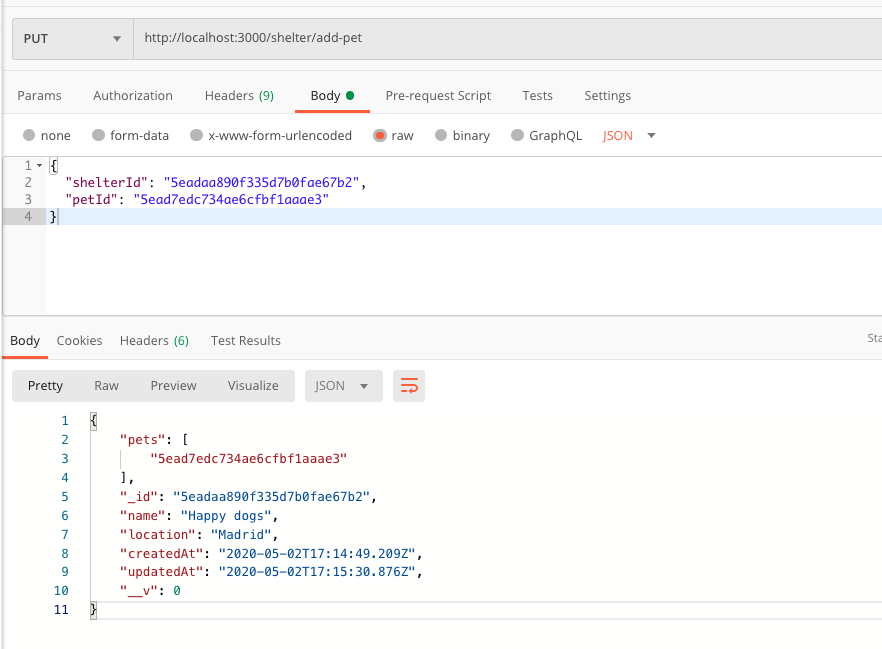 PUT http://localhost:3000/shelter/add-pet
Params Authorization Headers (9) Body Pre-request Script Tests Settings
none form-data x-www-form-urlencoded raw binary GraphQL JSON
1 {
2 "shelterId": "5eadaa890f335d7b0fae67b2",
3 "petId": "5ead7edc734ae6cfbf1aaae3"
4 }
Body Cookies Headers (6) Test Results Sta
Pretty Raw Preview Visualize JSON
1 {
2 "pets": [
3 "5ead7edc734ae6cfbf1aaae3"
4 ],
5 "_id": "5eadaa890f335d7b0fae67b2",
6 "name": "Happy dogs",
7 "location": "Madrid",
8 "createdAt": "2020-05-02T17:14:49.209Z",
9 "updatedAt": "2020-05-02T17:15:30.876Z",
10 "__v": 0
11 }